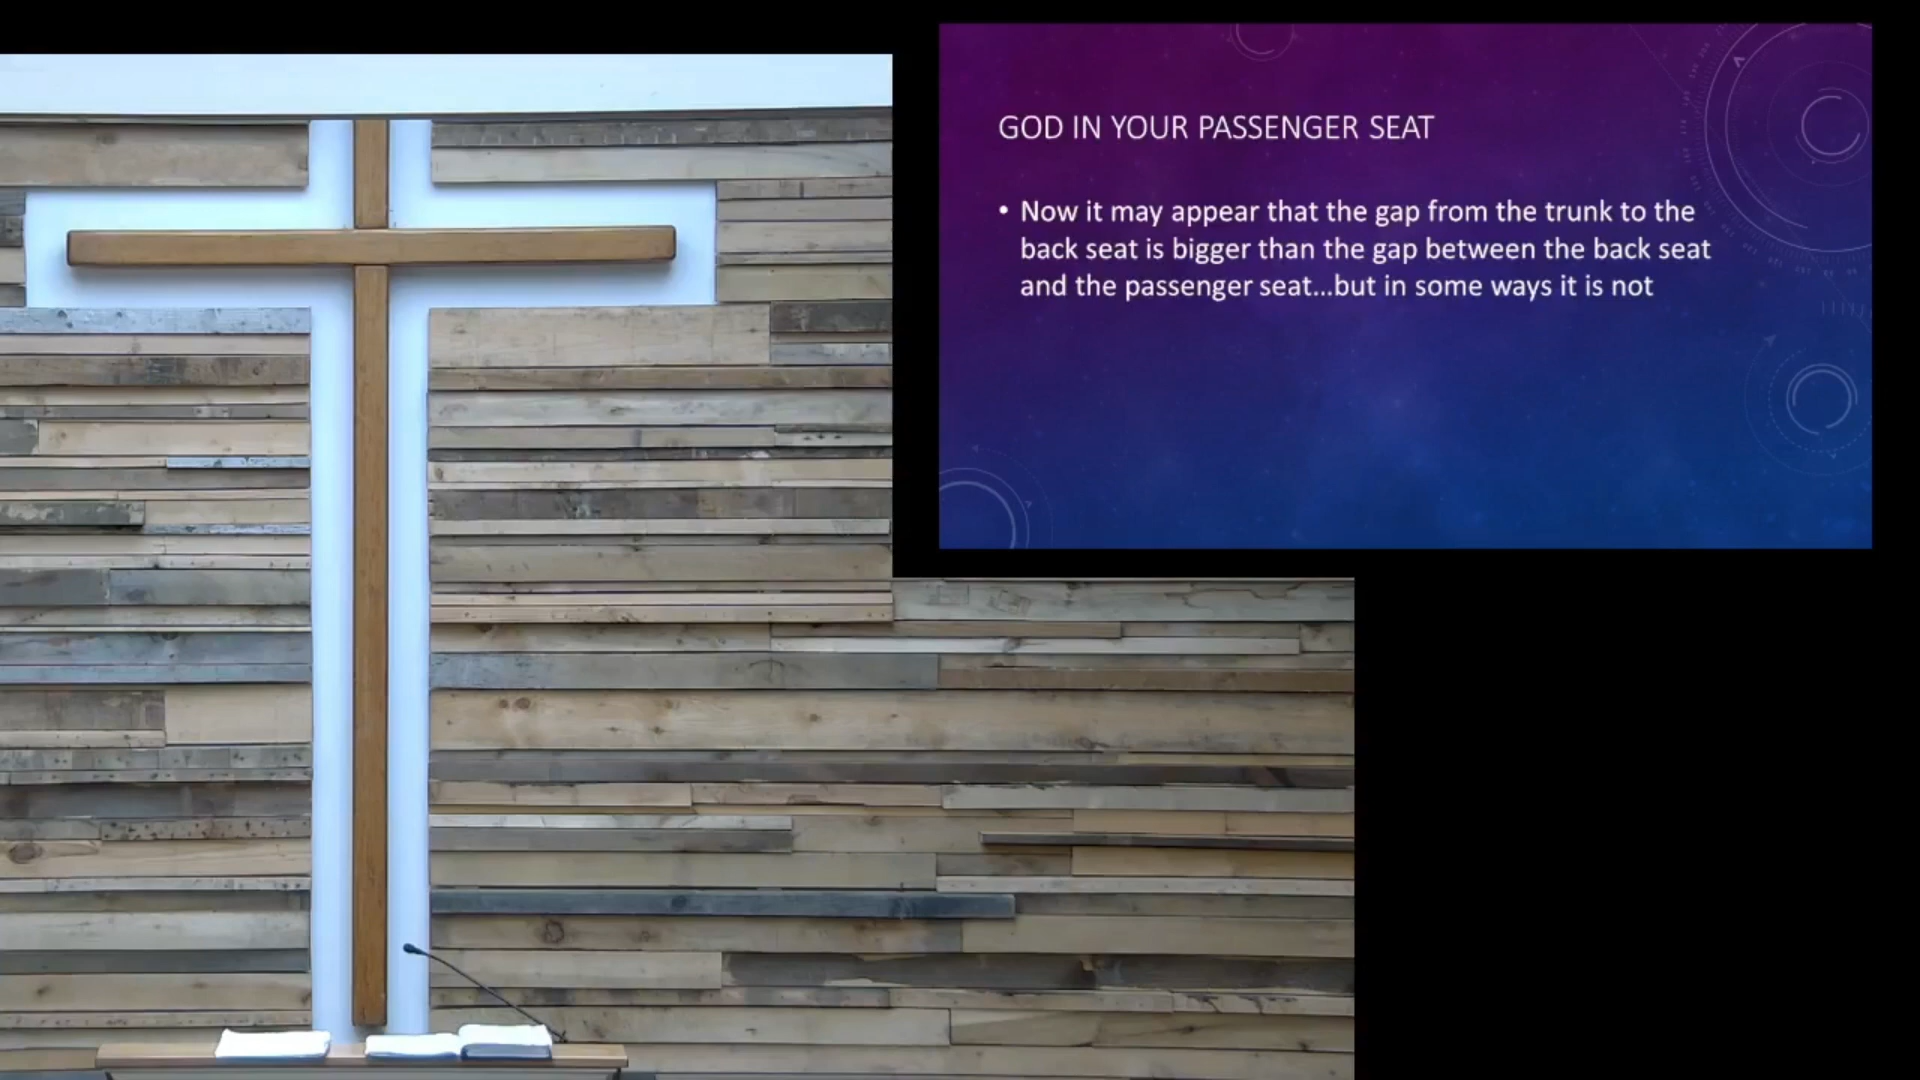 GOD IN YOUR PASSENGER SEAT
• Now it may appear that the gap from the trunk to the
back seat is bigger than the gap between the back seat
and the passenger seat...but in some ways it is not